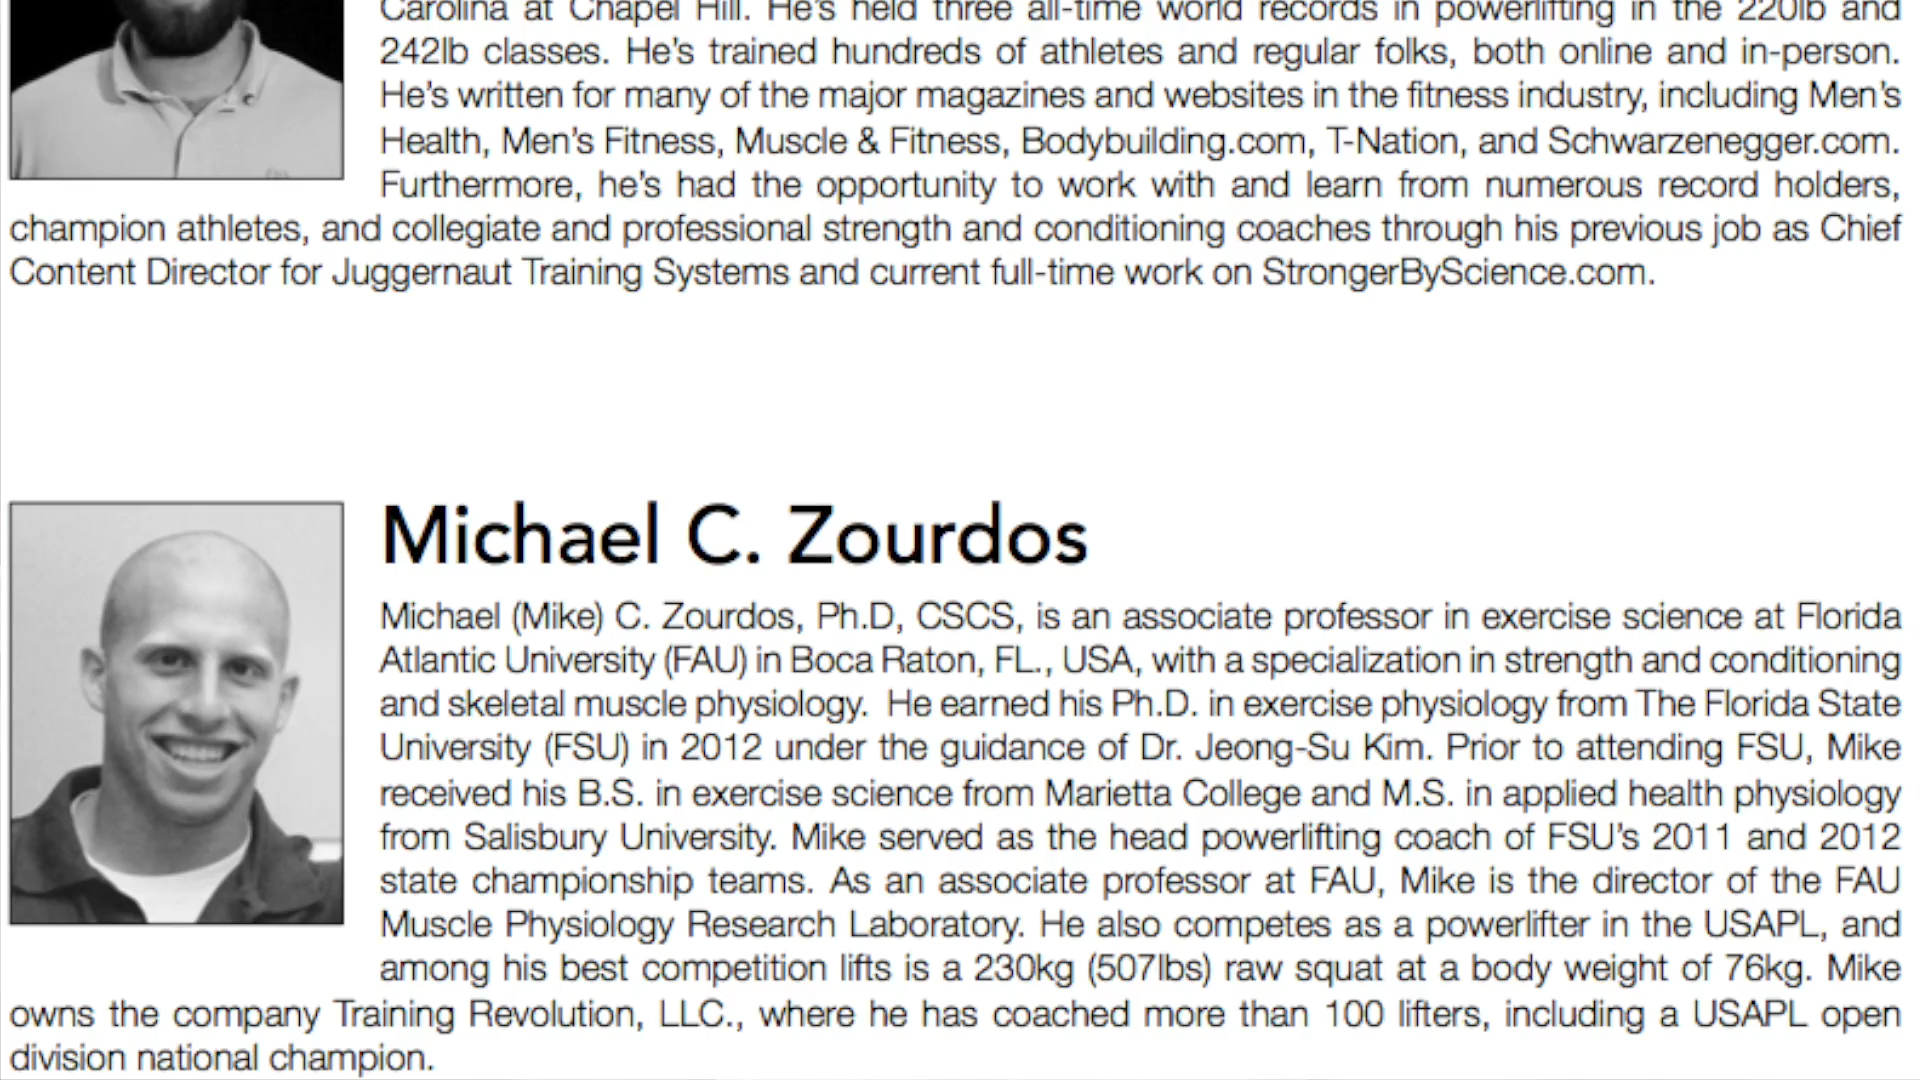 Carolina at Chapel Hill. He's held three all-time world records in powerlifting in the 220lb and
242lb classes. He's trained hundreds of athletes and regular folks, both online and in-person.
He's written for many of the major magazines and websites in the fitness industry, including Men's
Health, Men's Fitness, Muscle & Fitness, Bodybuilding.com, T-Nation, and Schwarzenegger.com.
Furthermore, he's had the opportunity to work with and learn from numerous record holders,
champion athletes, and collegiate and professional strength and conditioning coaches through his previous job as Chief
Content Director for Juggernaut Training Systems and current full-time work on StrongerByScience.com.
Michael C. Zourdos
Michael (Mike) C. Zourdos, Ph.D, CSCS, is an associate professor in exercise science at Florida
Atlantic University (FAU) in Boca Raton, FL., USA, with a specialization in strength and conditioning
and skeletal muscle physiology. He earned his Ph.D. in exercise physiology from The Florida State
University (FSU) in 2012 under the guidance of Dr. Jeong-Su Kim. Prior to attending FSU, Mike
received his B.S. in exercise science from Marietta College and M.S. in applied health physiology
from Salisbury University. Mike served as the head powerlifting coach of FSU's 2011 and 2012
state championship teams. As an associate professor at FAU, Mike is the director of the FAU
Muscle Physiology Research Laboratory. He also competes as a powerlifter in the USAPL, and
among his best competition lifts is a 230kg (507lbs) raw squat at a body weight of 76kg. Mike
owns the company Training Revolution, LLC., where he has coached more than 100 lifters, including a USAPL open
division national champion.